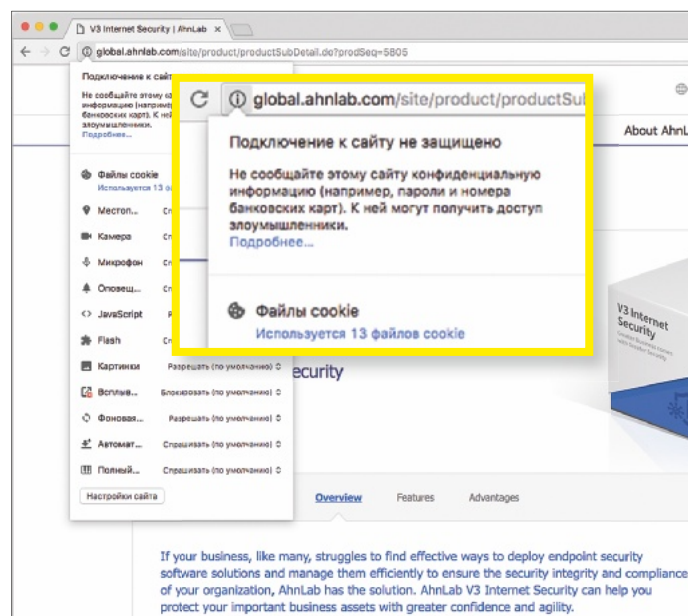 V3 Internet Security | AhnLab
global.ahnlab.com/site/product/productSubDetail.do?prodSeq=5805
Подключение к сайт
Не сообщайте этому
информацию
банковских карт). К ней
злоумышленники.
Подробнее...
global.ahnlab.com/site/product/productSub
Подключение к сайту не защищено
Не сообщайте этому сайту конфиденциальную
информацию (например, пароли и номера
банковских карт). К ней могут получить доступ
злоумышленники.
Подробнее...
Файлы cookie
Используется 13 файлов cookie
About AhnL
Файлы cookie
Используется 13
Местоп...
Камера
Микрофон
Оповещ...
JavaScript
Flash
Картинки Разрешать (по умолчанию)
Всплыв... Блокировать (по умолчанию)
Фоновая... Разрешать (по умолчанию)
Автомат... Спрашивать (по умолчанию)
Полный... Спрашивать (по умолчанию)
Настройки сайта
V3 Internet
Security
ecurity
Overview Features Advantages
If your business, like many, struggles to find effective ways to deploy endpoint security
software solutions and manage them efficiently to ensure the security integrity and compliance
of your organization, AhnLab has the solution. AhnLab V3 Internet Security can help you
protect your important business assets with greater confidence and agility.